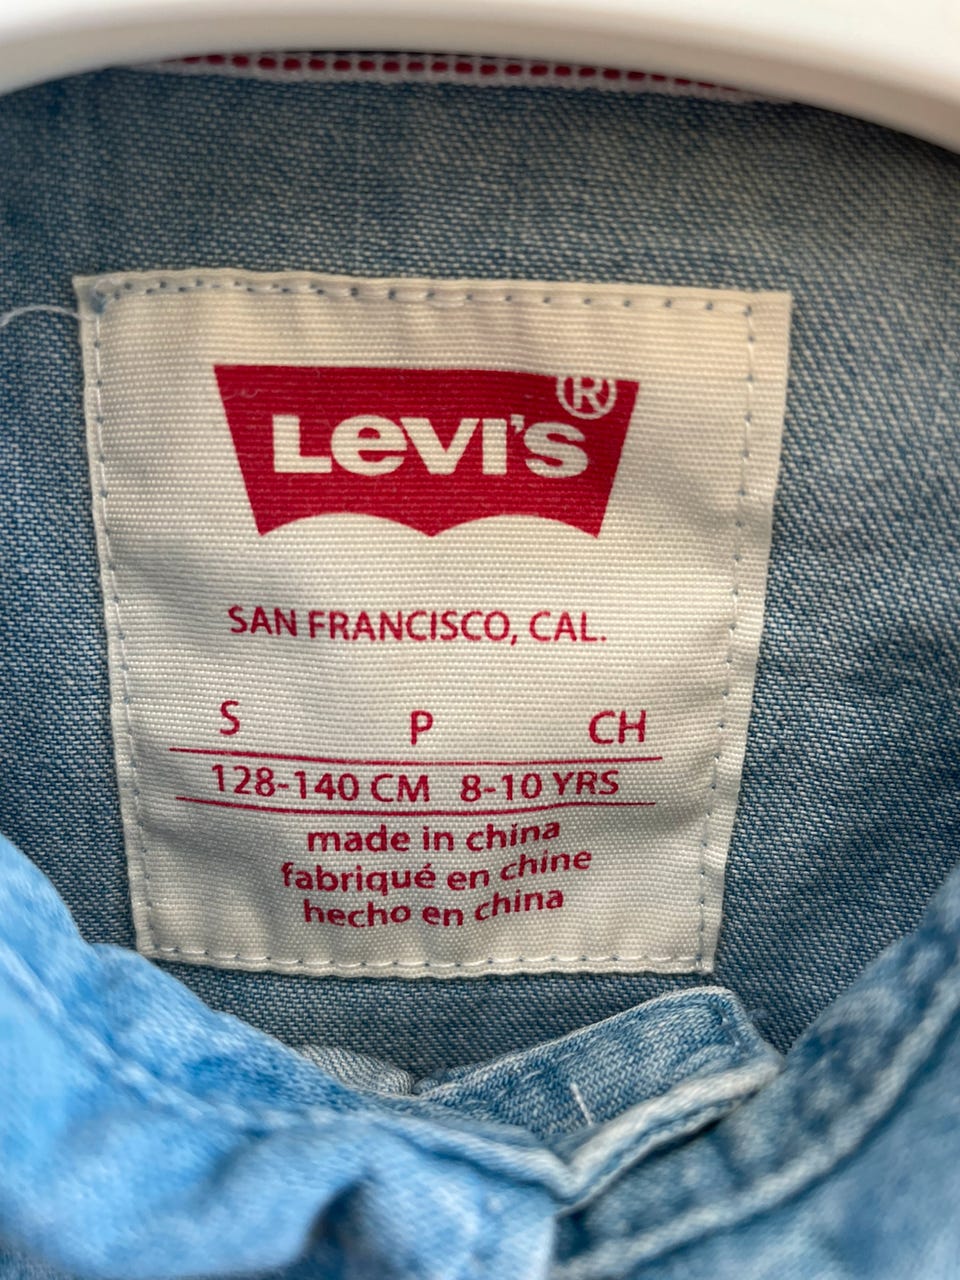 Levi's®
SAN FRANCISCO, CAL.
S P CH
128-140 CM 8-10 YRS
made in china
fabriqué en chine
hecho en china